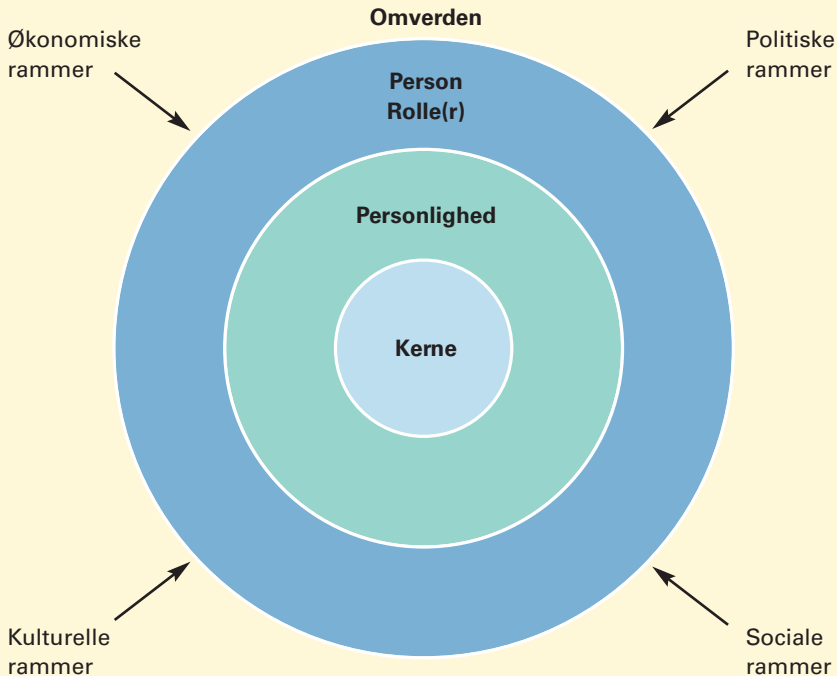 Omverden
Økonomiske
rammer
Politiske
rammer
Person
Rolle(r)
Personlighed
Kerne
Kulturelle
rammer
Sociale
rammer